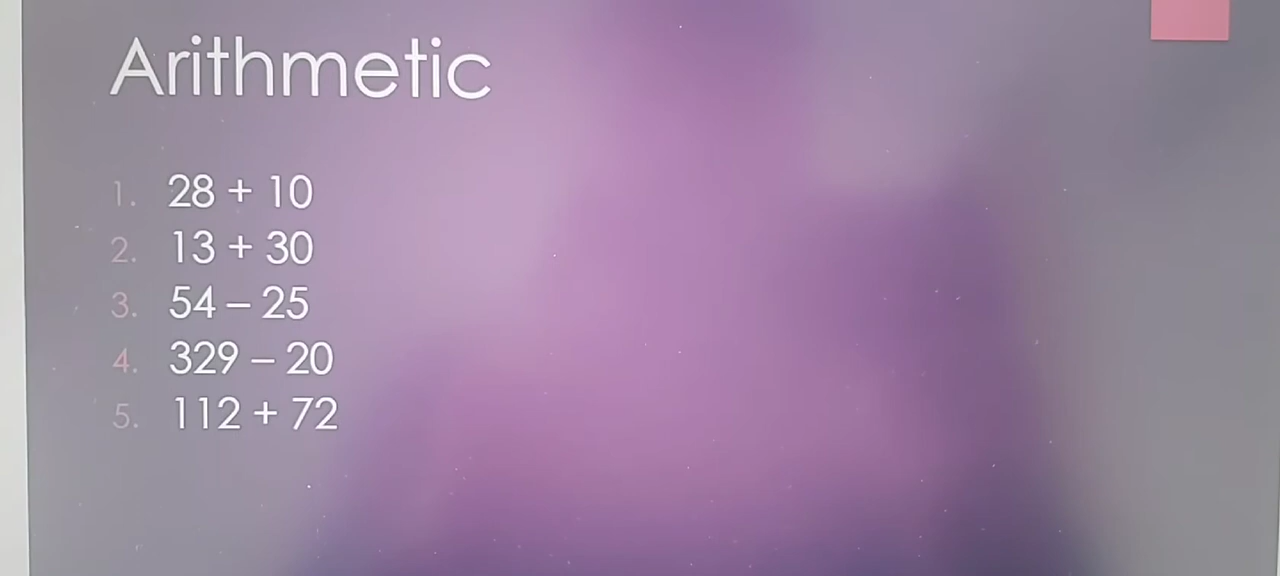 Arithmetic
1. 28 + 10
2. 13 + 30
3. 54 – 25
4. 329 – 20
5. 112 + 72